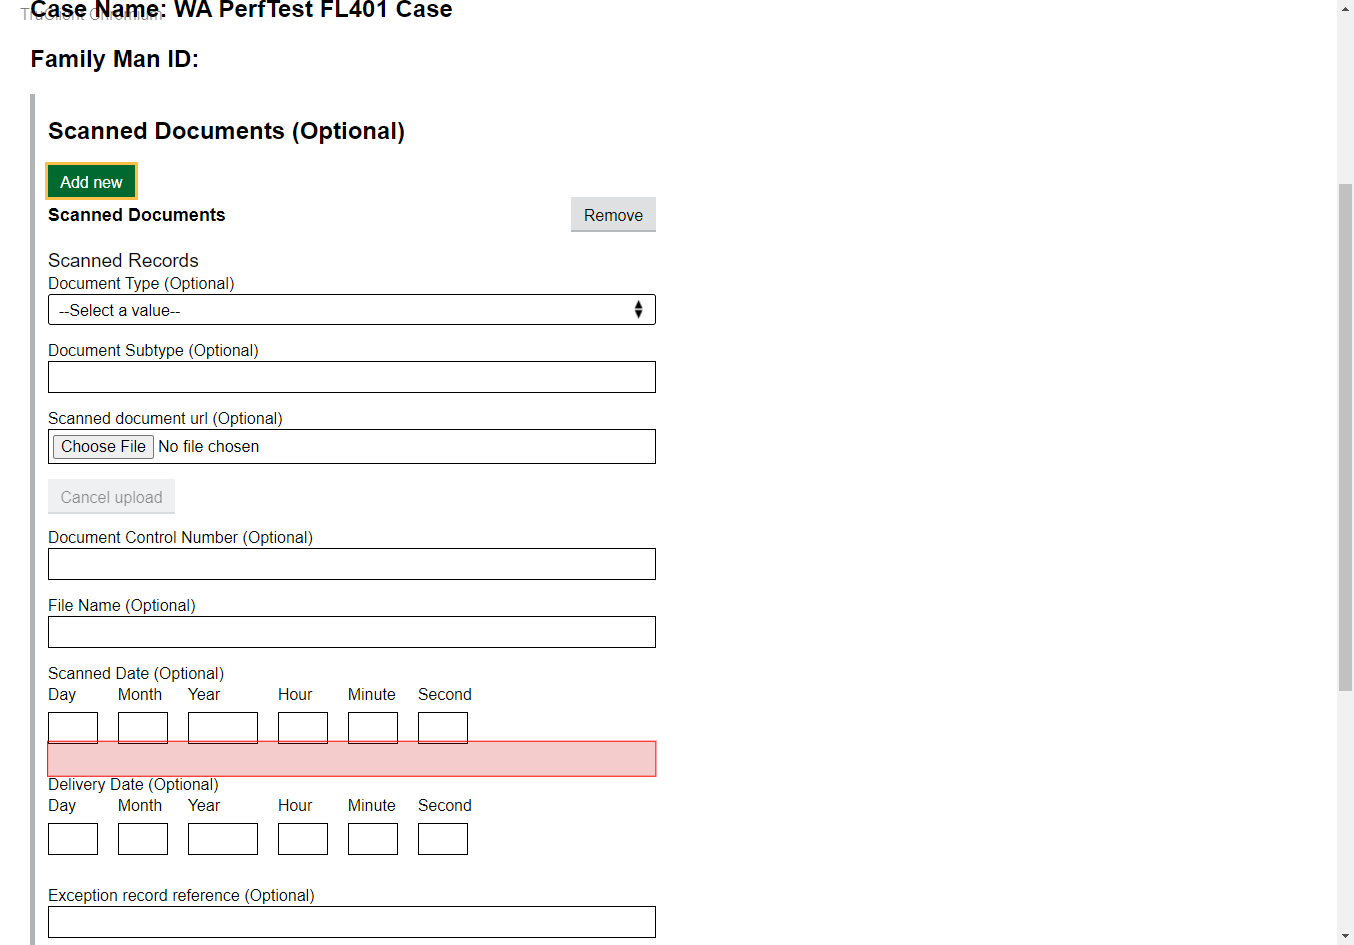 Case Name: WA PerfTest FL401 Case
TruClient Chromium
Family Man ID:
Scanned Documents (Optional)
Add new
Scanned Documents
Remove
Scanned Records
Document Type (Optional)
--Select a value--
Document Subtype (Optional)
Scanned document url (Optional)
Choose File No file chosen
Cancel upload
Document Control Number (Optional)
File Name (Optional)
Scanned Date (Optional)
Day Month Year Hour Minute Second
Delivery Date (Optional)
Day Month Year Hour Minute Second
Exception record reference (Optional)